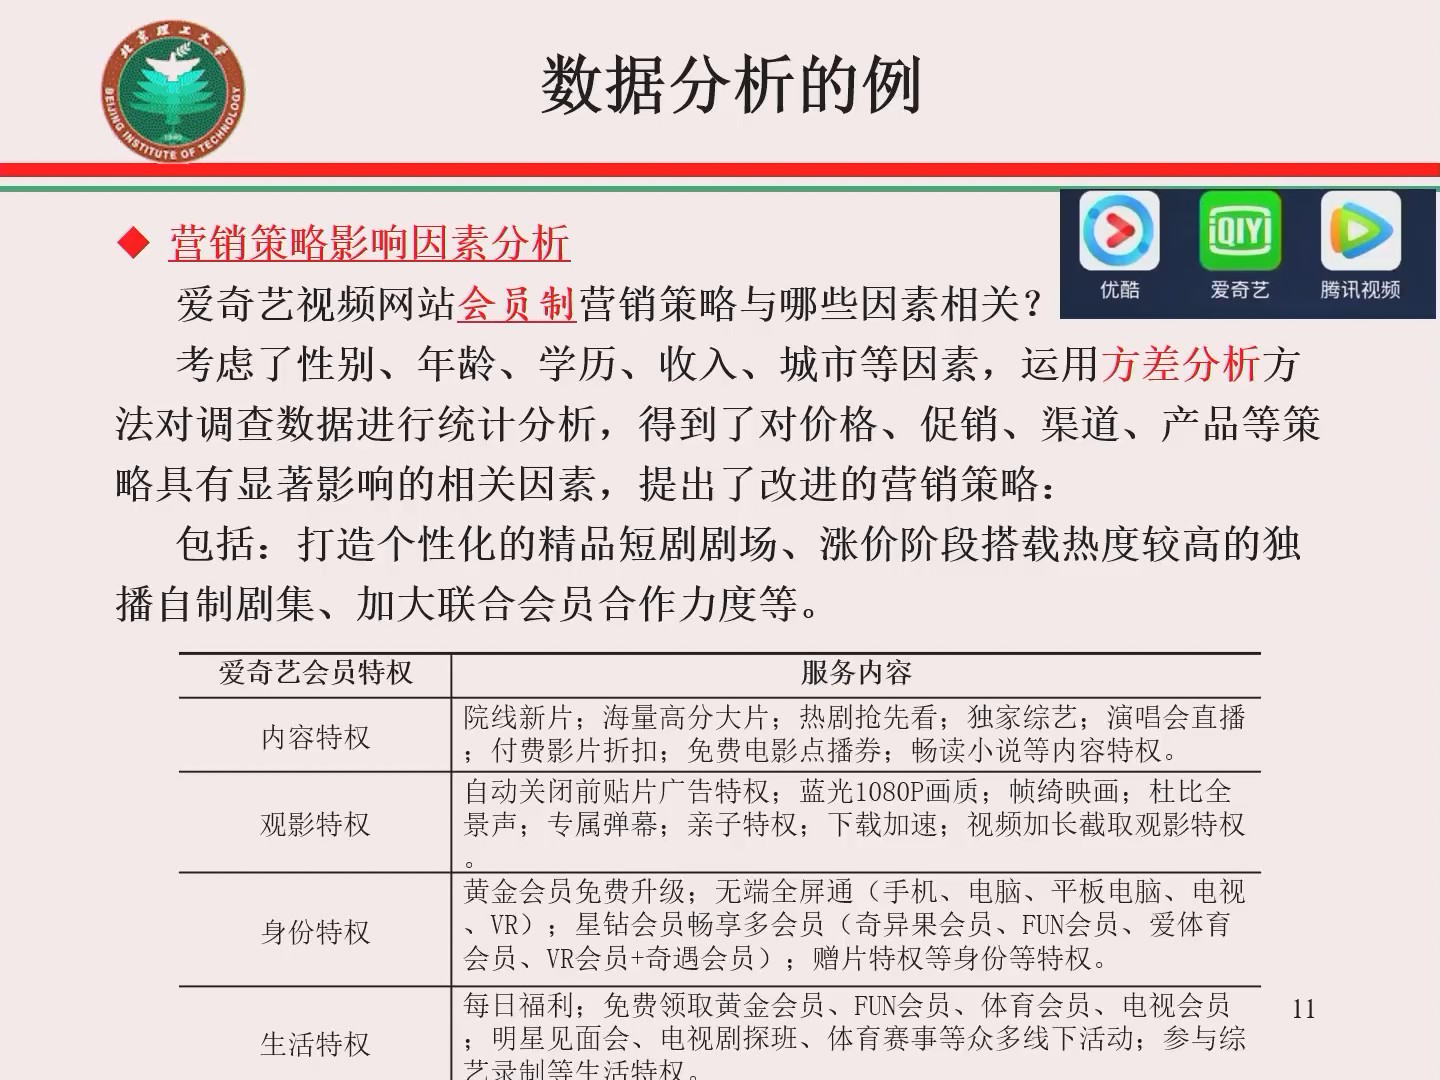 北京理工大学
BEIJING INSTITUTE OF TECHNOLOGY
1940
数据分析的例
优酷
iQIYI
爱奇艺
腾讯视频
营销策略影响因素分析
爱奇艺视频网站会员制营销策略与哪些因素相关？
考虑了性别、年龄、学历、收入、城市等因素，运用方差分析方
法对调查数据进行统计分析，得到了对价格、促销、渠道、产品等策
略具有显著影响的相关因素，提出了改进的营销策略：
包括：打造个性化的精品短剧剧场、涨价阶段搭载热度较高的独
播自制剧集、加大联合会员合作力度等。
爱奇艺会员特权
服务内容
内容特权
院线新片；海量高分大片；热剧抢先看；独家综艺；演唱会直播
；付费影片折扣；免费电影点播券；畅读小说等内容特权。
观影特权
自动关闭前贴片广告特权；蓝光1080P画质；帧绮映画；杜比全
景声；专属弹幕；亲子特权；下载加速；视频加长截取观影特权
。
身份特权
黄金会员免费升级；无端全屏通（手机、电脑、平板电脑、电视
、VR）；星钻会员畅享多会员（奇异果会员、FUN会员、爱体育
会员、VR会员+奇遇会员）；赠片特权等身份等特权。
生活特权
每日福利；免费领取黄金会员、FUN会员、体育会员、电视会员
；明星见面会、电视剧探班、体育赛事等众多线下活动；参与综
艺录制等生活特权。
11